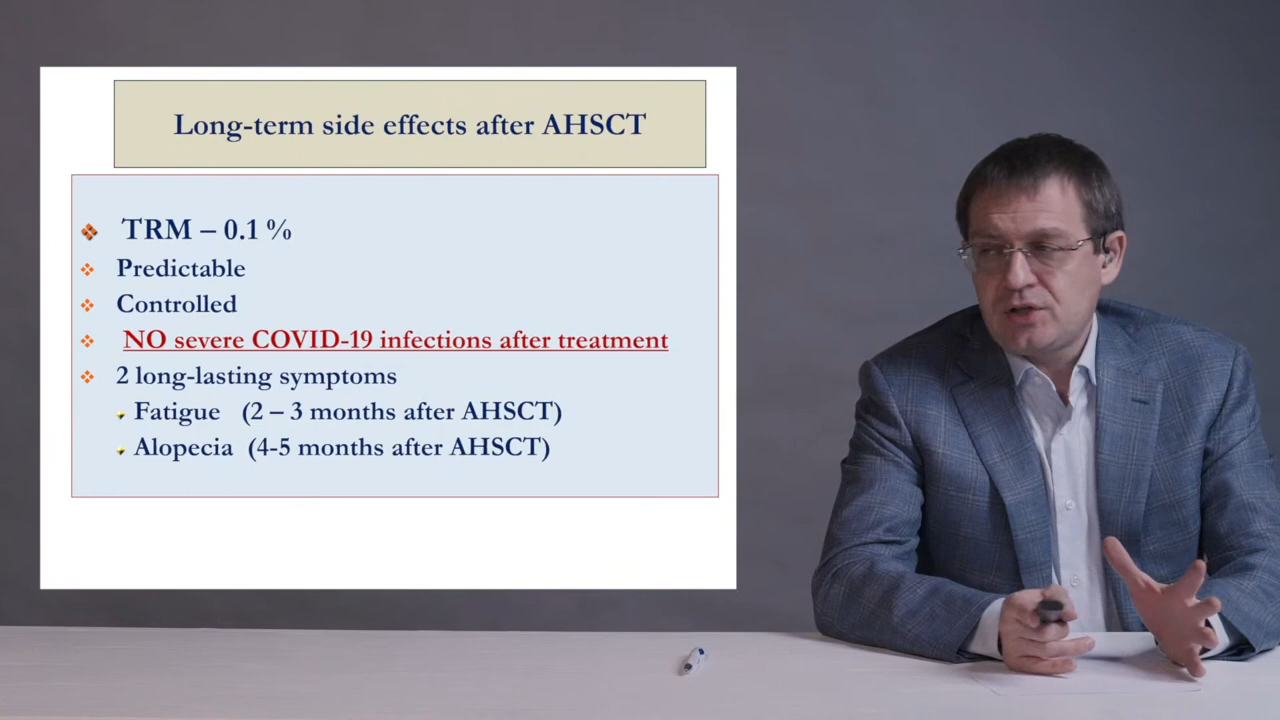 Long-term side effects after AHSCT
TRM – 0.1 %
Predictable
Controlled
NO severe COVID-19 infections after treatment
2 long-lasting symptoms
Fatigue (2 – 3 months after AHSCT)
Alopecia (4-5 months after AHSCT)